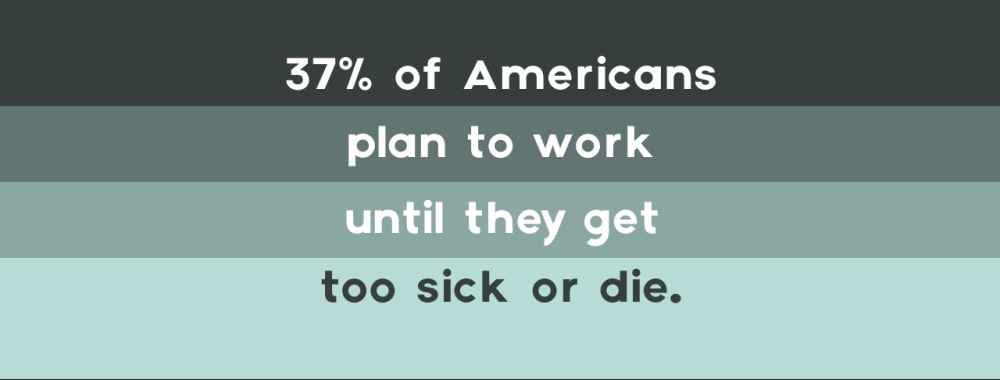 37% of Americans
plan to work
until they get
too sick or die.